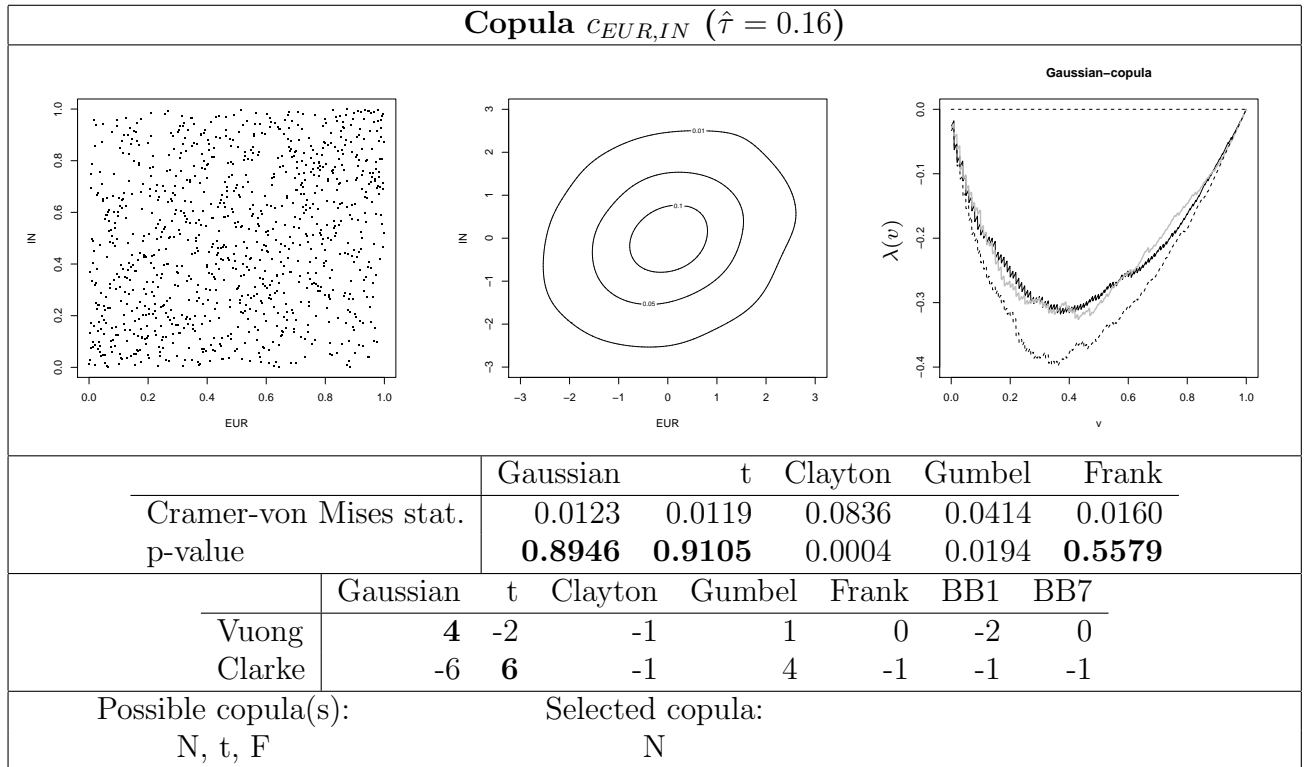 Copula c_{EUR,IN} (τ̂ = 0.16)
Gaussian−copula
IN
0.0 0.2 0.4 0.6 0.8 1.0
0.0 0.2 0.4 0.6 0.8 1.0
EUR
IN
−3 −2 −1 0 1 2 3
0.01
0.1
0.05
−3 −2 −1 0 1 2 3
EUR
λ(v)
−0.4 −0.3 −0.2 −0.1 0.0
0.0 0.2 0.4 0.6 0.8 1.0
v
Gaussian t Clayton Gumbel Frank
Cramer-von Mises stat. 0.0123 0.0119 0.0836 0.0414 0.0160
p-value 0.8946 0.9105 0.0004 0.0194 0.5579
Gaussian t Clayton Gumbel Frank BB1 BB7
Vuong 4 -2 -1 1 0 -2 0
Clarke -6 6 -1 4 -1 -1 -1
Possible copula(s): Selected copula:
N, t, F N